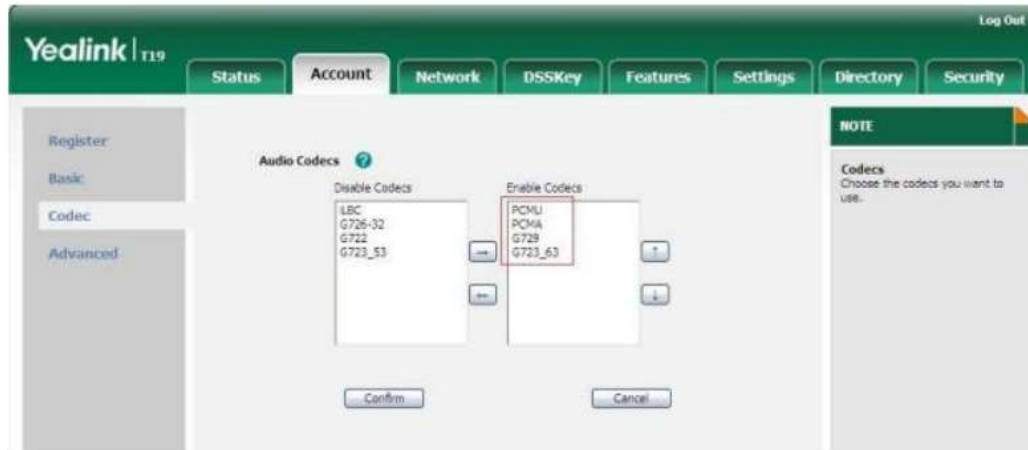 Log Out
Yealink | T19
Status Account Network DSSKey Features Settings Directory Security
Register
Basic
Codec
Advanced
Audio Codecs ?
Disable Codecs
iLBC
G726-32
G722
G723_53
Enable Codecs
PCMU
PCMA
G729
G723_63
Confirm Cancel
NOTE
Codecs
Choose the codecs you want to
use.